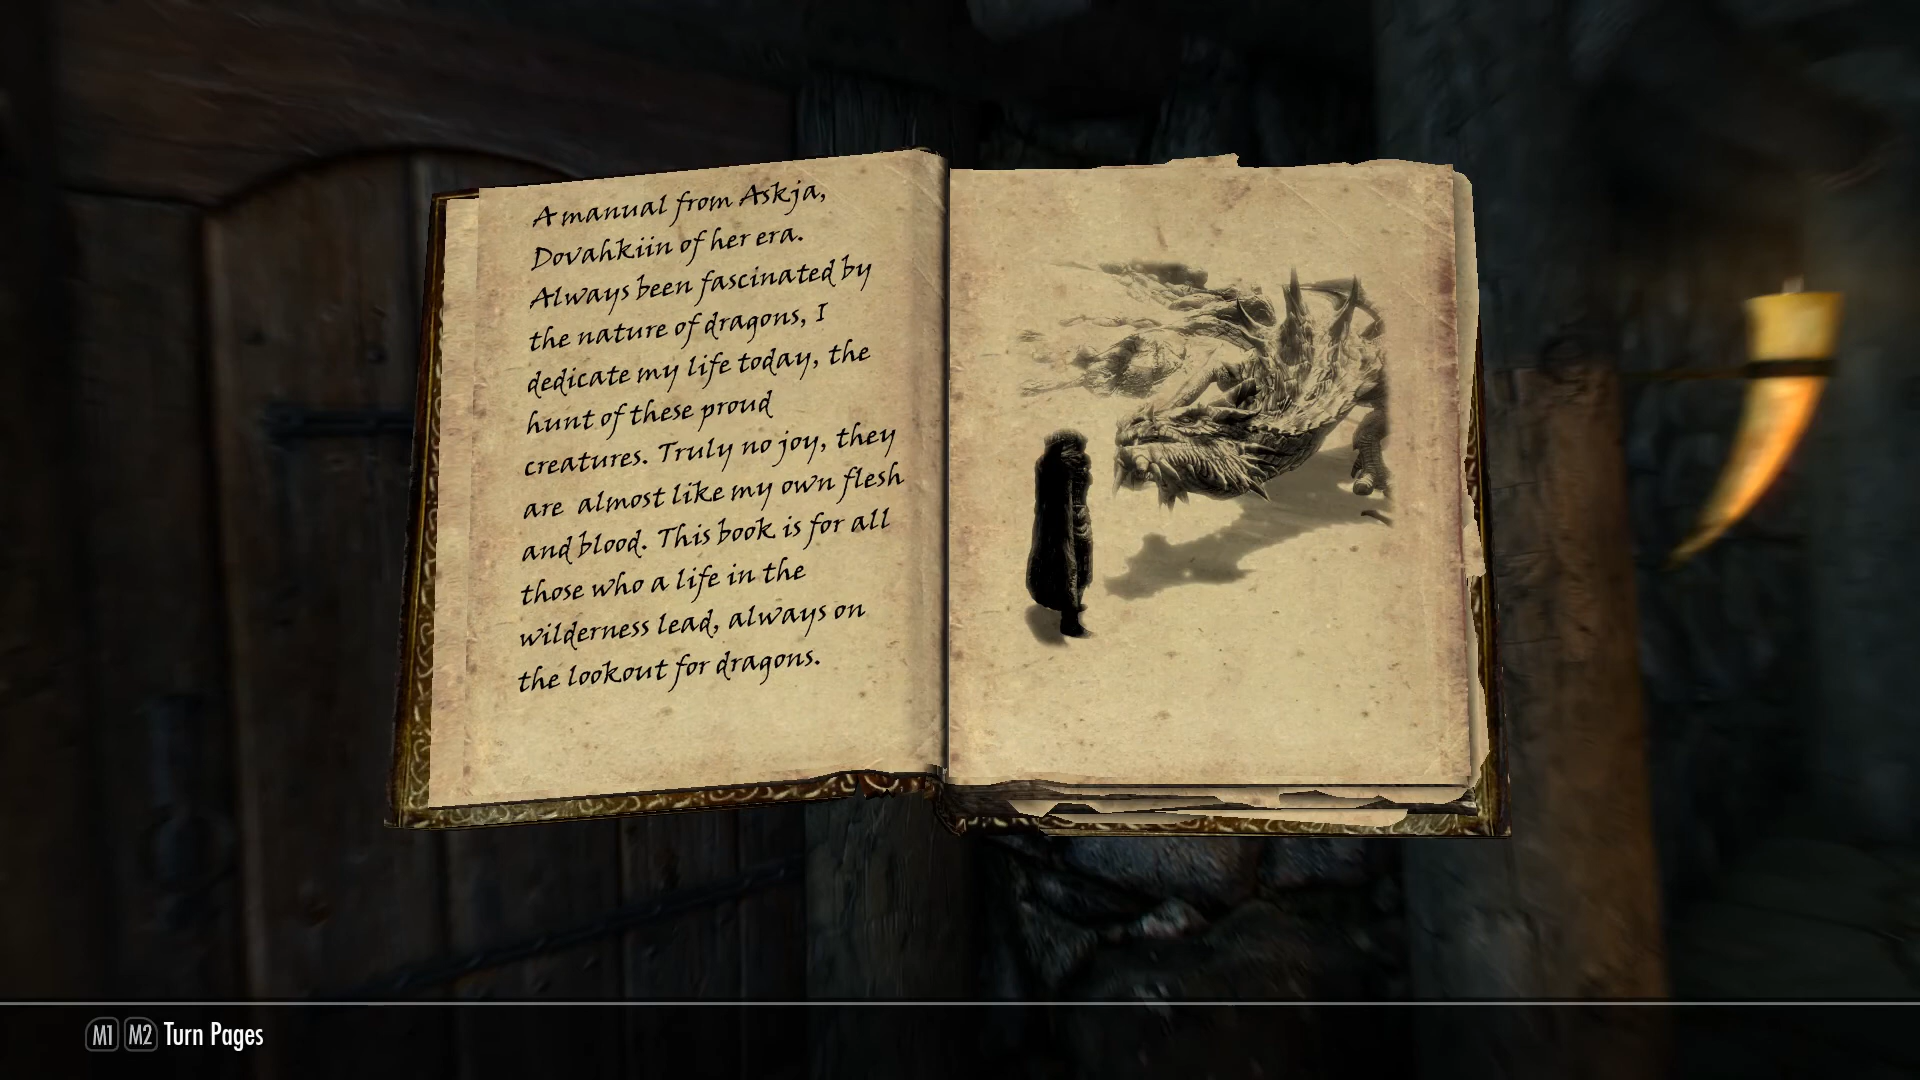 A manual from Askja,
Dovahkiin of her era.
Always been fascinated by
the nature of dragons, I
dedicate my life today, the
hunt of these proud
creatures. Truly no joy, they
are almost like my own flesh
and blood. This book is for all
those who a life in the
wilderness lead, always on
the lookout for dragons.
M1 M2 Turn Pages